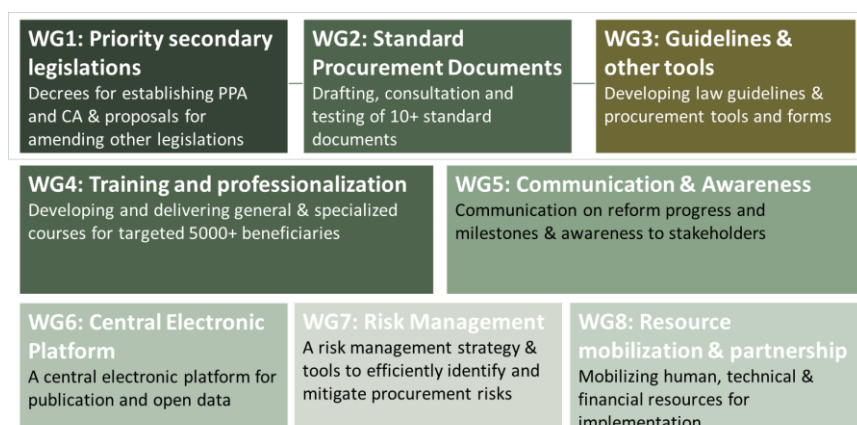 WG1: Priority secondary
legislations
Decrees for establishing PPA
and CA & proposals for
amending other legislations
WG2: Standard
Procurement Documents
Drafting, consultation and
testing of 10+ standard
documents
WG3: Guidelines &
other tools
Developing law guidelines &
procurement tools and forms
WG4: Training and professionalization
Developing and delivering general & specialized
courses for targeted 5000+ beneficiaries
WG5: Communication & Awareness
Communication on reform progress and
milestones & awareness to stakeholders
WG6: Central Electronic
Platform
A central electronic platform for
publication and open data
WG7: Risk Management
A risk management strategy &
tools to efficiently identify and
mitigate procurement risks
WG8: Resource
mobilization & partnership
Mobilizing human, technical &
financial resources for
implementation